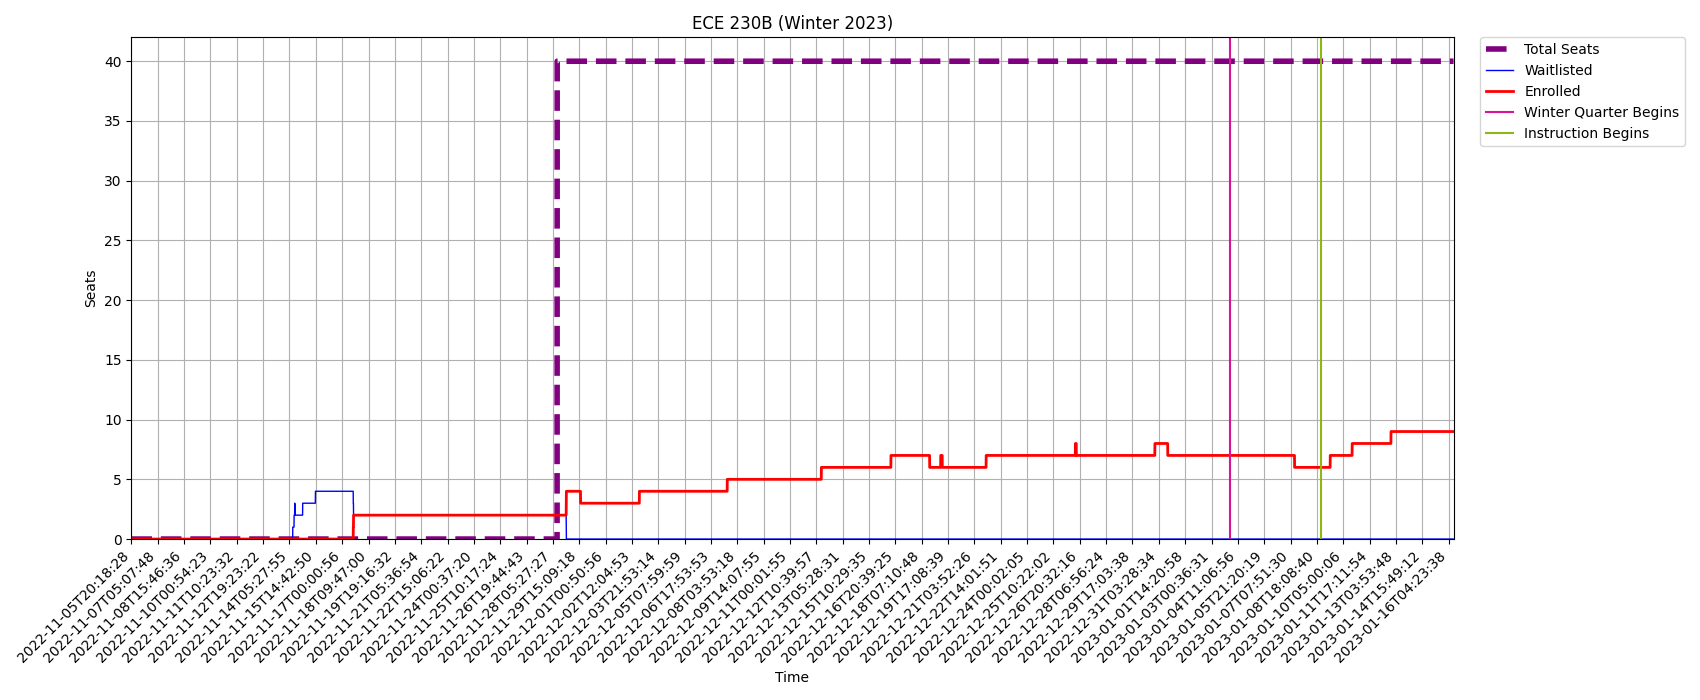 ECE 230B (Winter 2023)
Total Seats
Waitlisted
Enrolled
Winter Quarter Begins
Instruction Begins
Seats
40
35
30
25
20
15
10
5
0
2022-11-05T20:18:28
2022-11-07T05:07:48
2022-11-08T15:46:36
2022-11-10T00:54:23
2022-11-11T10:23:32
2022-11-12T19:23:22
2022-11-14T05:27:55
2022-11-15T14:42:50
2022-11-17T00:00:56
2022-11-18T09:47:00
2022-11-19T19:16:32
2022-11-21T05:36:54
2022-11-22T15:06:22
2022-11-24T00:37:20
2022-11-25T10:17:24
2022-11-26T19:44:43
2022-11-28T05:27:27
2022-11-29T15:09:18
2022-12-01T00:50:56
2022-12-02T12:04:53
2022-12-03T21:53:14
2022-12-05T07:59:59
2022-12-06T17:53:53
2022-12-08T03:53:18
2022-12-09T14:07:55
2022-12-11T00:01:55
2022-12-12T10:39:57
2022-12-13T05:28:31
2022-12-15T10:29:35
2022-12-16T20:39:25
2022-12-18T07:10:48
2022-12-19T17:08:39
2022-12-21T03:52:26
2022-12-22T14:01:51
2022-12-24T00:02:05
2022-12-25T10:22:02
2022-12-26T20:32:16
2022-12-28T06:56:24
2022-12-29T17:03:38
2022-12-31T03:28:34
2023-01-01T14:20:58
2023-01-03T00:36:31
2023-01-04T11:06:56
2023-01-05T21:20:19
2023-01-07T07:51:30
2023-01-08T18:08:40
2023-01-10T05:00:06
2023-01-11T17:11:54
2023-01-13T03:53:48
2023-01-14T15:49:12
2023-01-16T04:23:38
Time